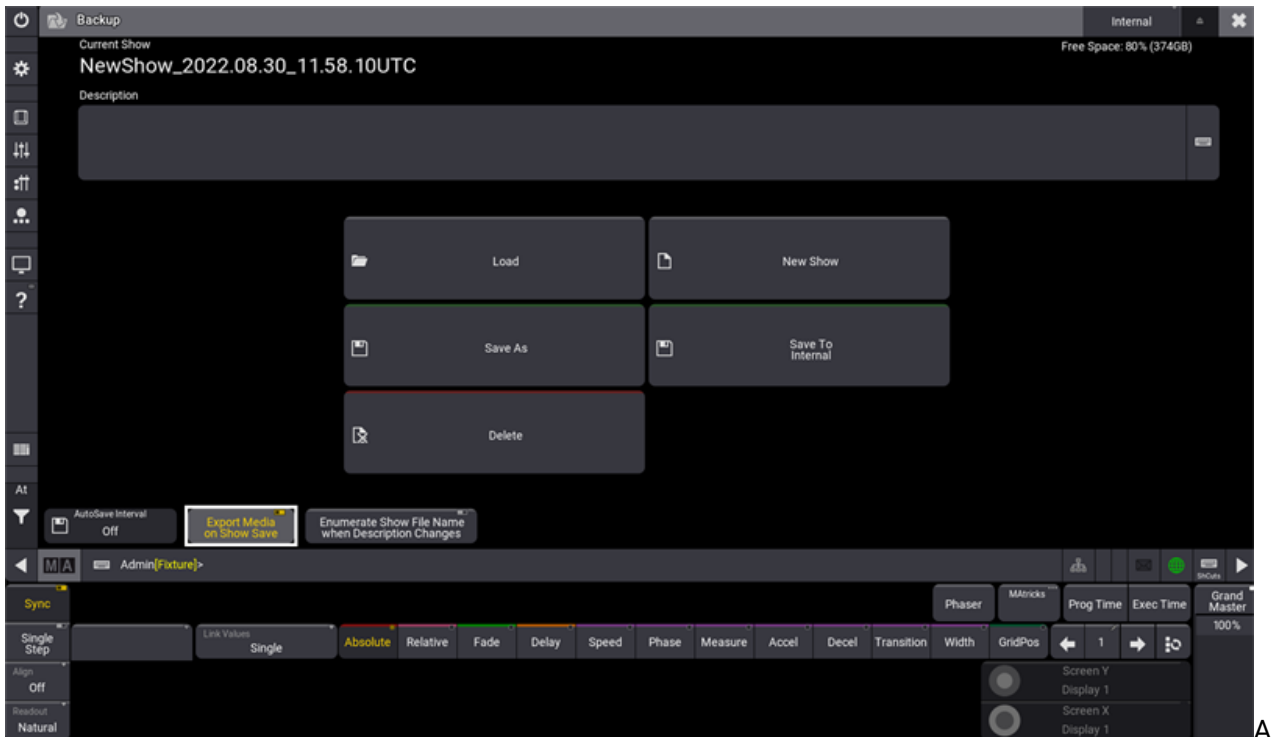 Backup
Internal
Current Show
Free Space: 80% (374GB)
NewShow_2022.08.30_11.58.10UTC
Description
Load
New Show
Save As
Save To
Internal
Delete
At
AutoSave Interval
Off
Export Media
on Show Save
Enumerate Show File Name
when Description Changes
MA
Admin[Fixture]>
ShCuts
Sync
Phaser
MAtricks
Prog Time
Exec Time
Grand
Master
100%
Single
Step
Link Values
Single
Absolute
Relative
Fade
Delay
Speed
Phase
Measure
Accel
Decel
Transition
Width
GridPos
1
Align
Off
Screen Y
Display 1
Readout
Natural
Screen X
Display 1
A